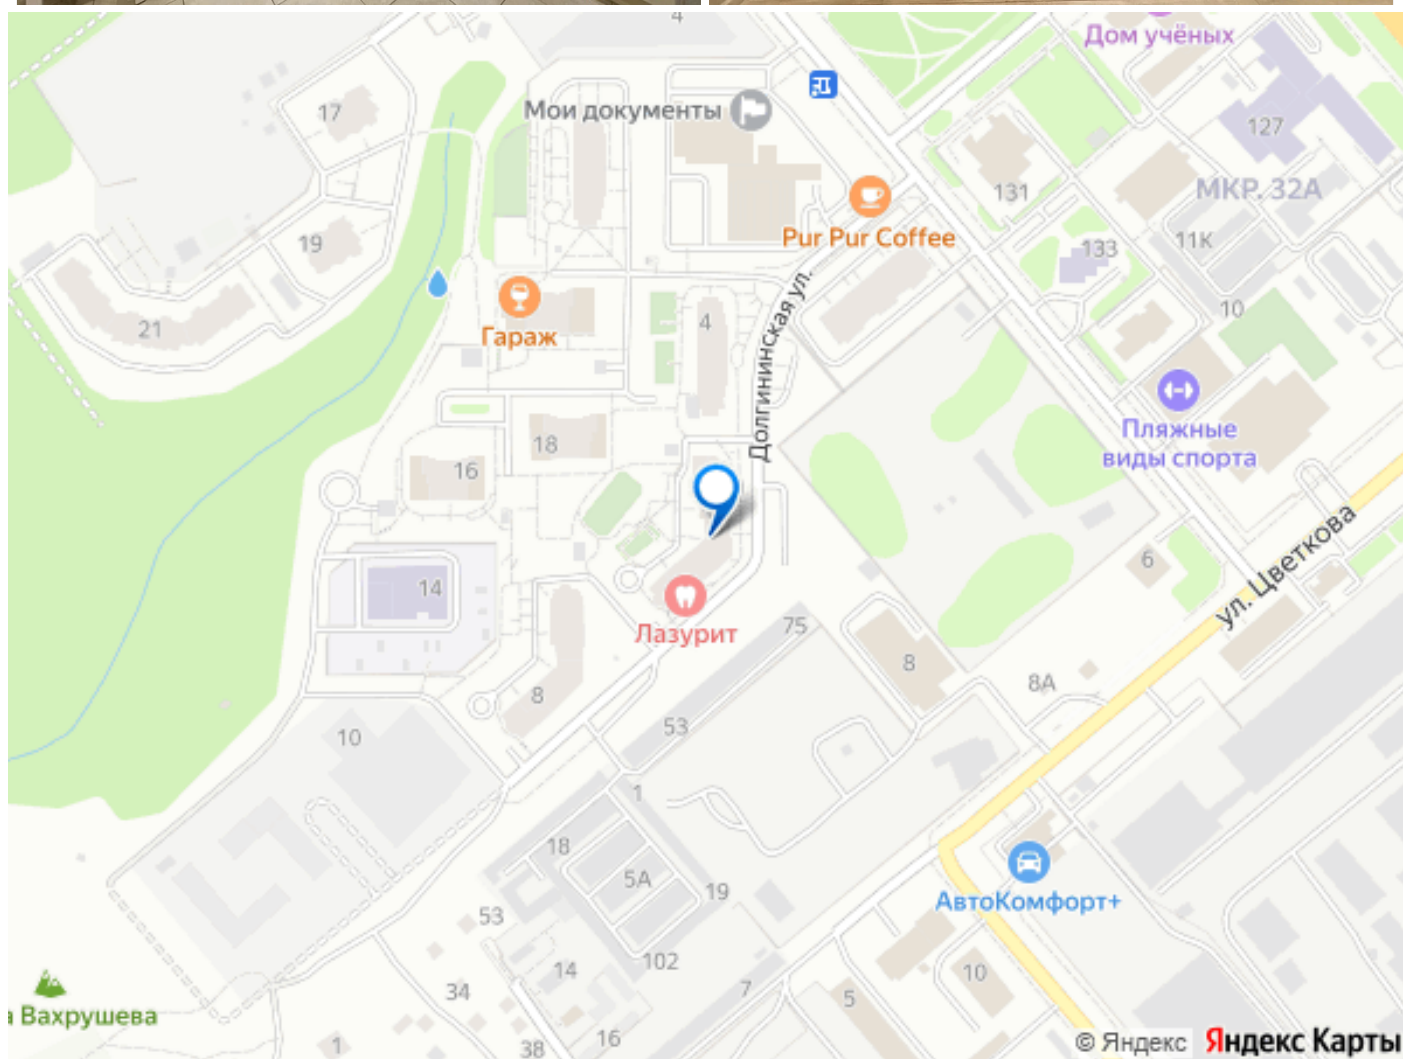 4
Дом учёных
17
Мои документы
127
131
МКР. 32А
Pur Pur Coffee
11К
19
133
10
21
Гараж
4
Долгининская ул.
Пляжные
виды спорта
18
16
ул. Цветкова
6
14
Лазурит
75
8
8А
8
53
10
1
18
5А
19
АвтоКомфорт+
53
102
14
10
34
7
5
а Вахрушева
1
38
16
© Яндекс Яндекс Карты